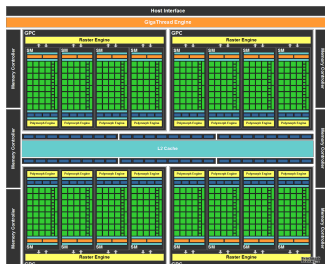 Host Interface
GigaThread Engine
GPC
GPC
Raster Engine
Raster Engine
SM
SM
SM
SM
SM
SM
SM
SM
Polymorph Engine
Polymorph Engine
Polymorph Engine
Polymorph Engine
Polymorph Engine
Polymorph Engine
Polymorph Engine
Polymorph Engine
Memory Controller
Memory Controller
Memory Controller
Memory Controller
Memory Controller
Memory Controller
L2 Cache
Polymorph Engine
Polymorph Engine
Polymorph Engine
Polymorph Engine
Polymorph Engine
Polymorph Engine
Polymorph Engine
Polymorph Engine
SM
SM
SM
SM
SM
SM
SM
SM
Raster Engine
Raster Engine
GPC
GPC